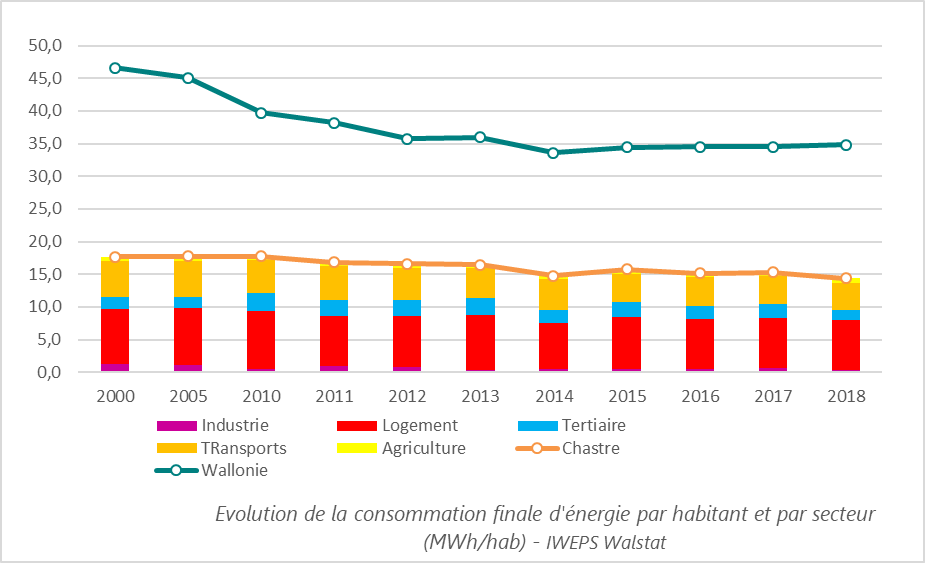 50,0
45,0
40,0
35,0
30,0
25,0
20,0
15,0
10,0
5,0
0,0
2000 2005 2010 2011 2012 2013 2014 2015 2016 2017 2018
Industrie Logement Tertiaire
TRansports Agriculture Chastre
Wallonie
Evolution de la consommation finale d'énergie par habitant et par secteur
(MWh/hab) - IWEPS Walstat